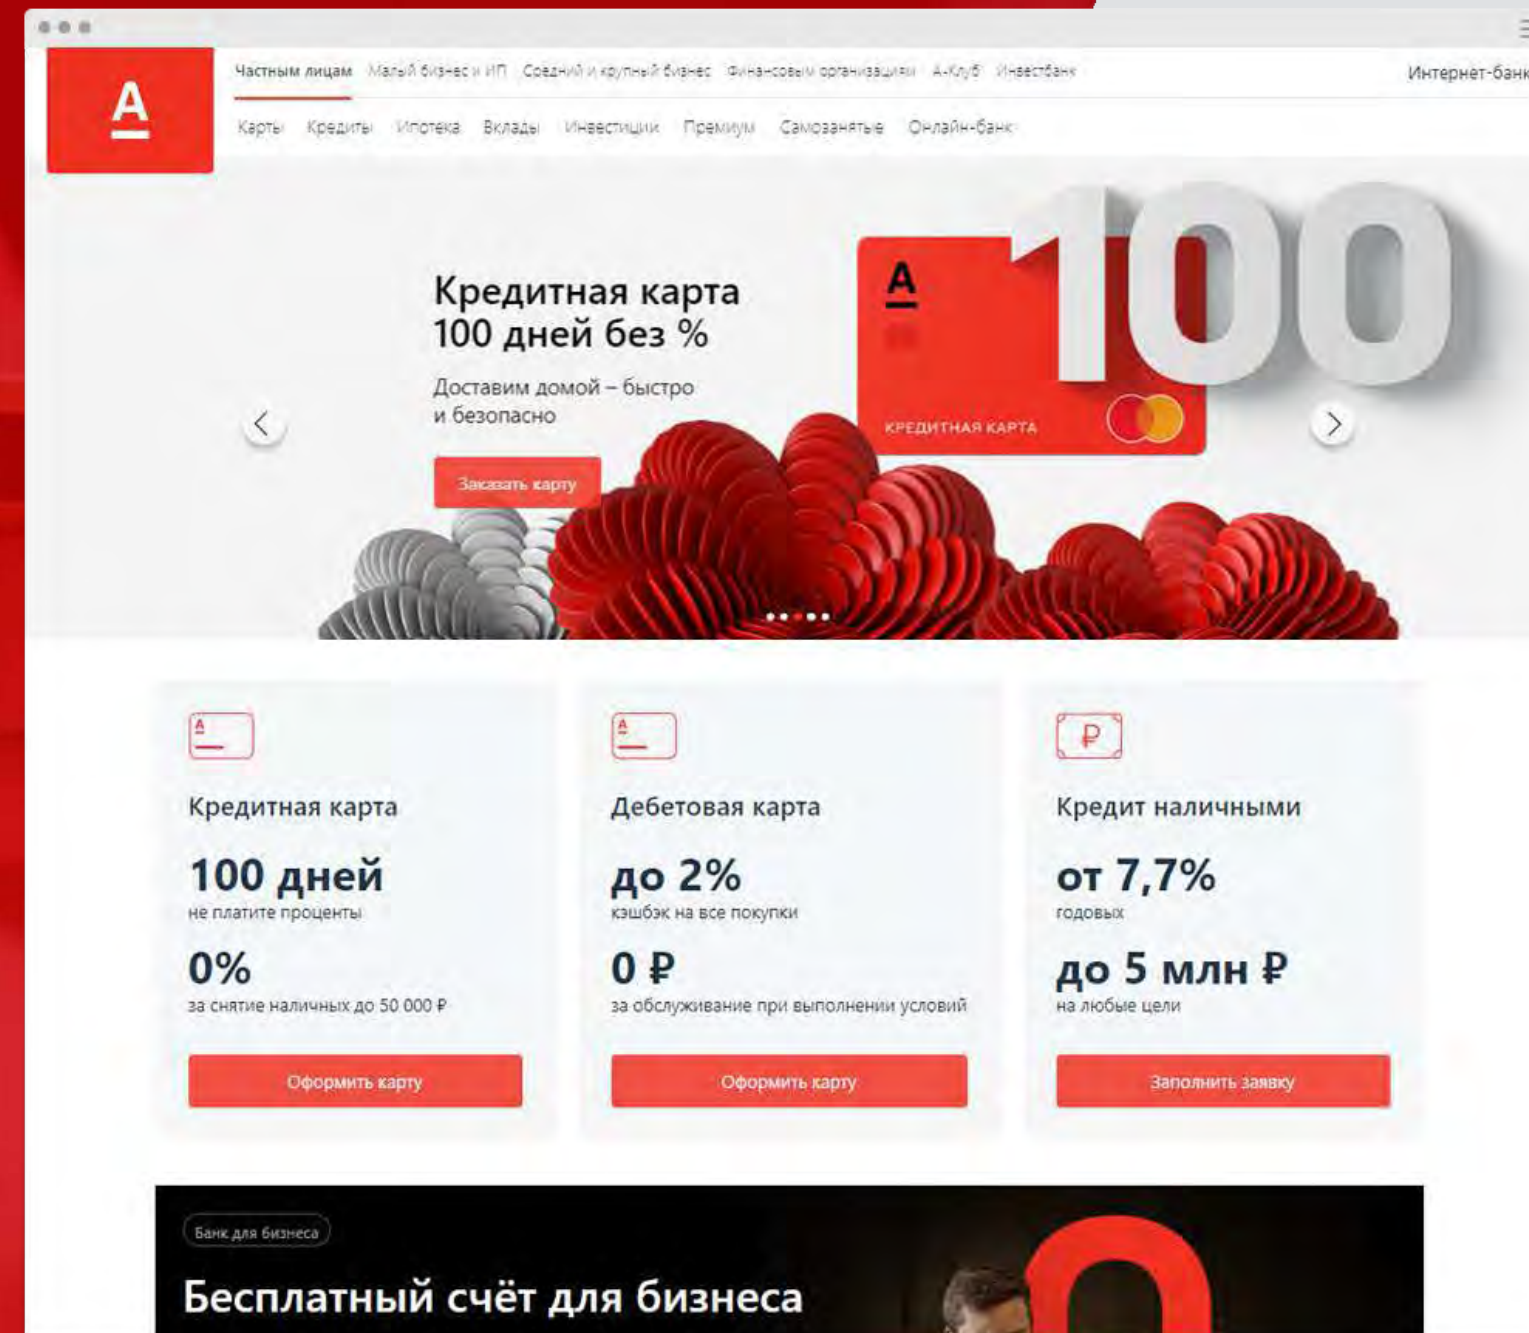 А
Частным лицам Малый бизнес и ИП Средний и крупный бизнес Финансовым организациям А-Клуб Инвестбанк
Интернет-банк
Карты Кредиты Ипотека Вклады Инвестиции Премиум Самозанятые Онлайн-банк
100
Кредитная карта
100 дней без %
Доставим домой – быстро
и безопасно
Заказать карту
А
КРЕДИТНАЯ КАРТА
А
Кредитная карта
100 дней
не платите проценты
0%
за снятие наличных до 50 000 ₽
Оформить карту
А
Дебетовая карта
до 2%
кэшбэк на все покупки
0 ₽
за обслуживание при выполнении условий
Оформить карту
₽
Кредит наличными
от 7,7%
годовых
до 5 млн ₽
на любые цели
Заполнить заявку
Банк для бизнеса
Бесплатный счёт для бизнеса